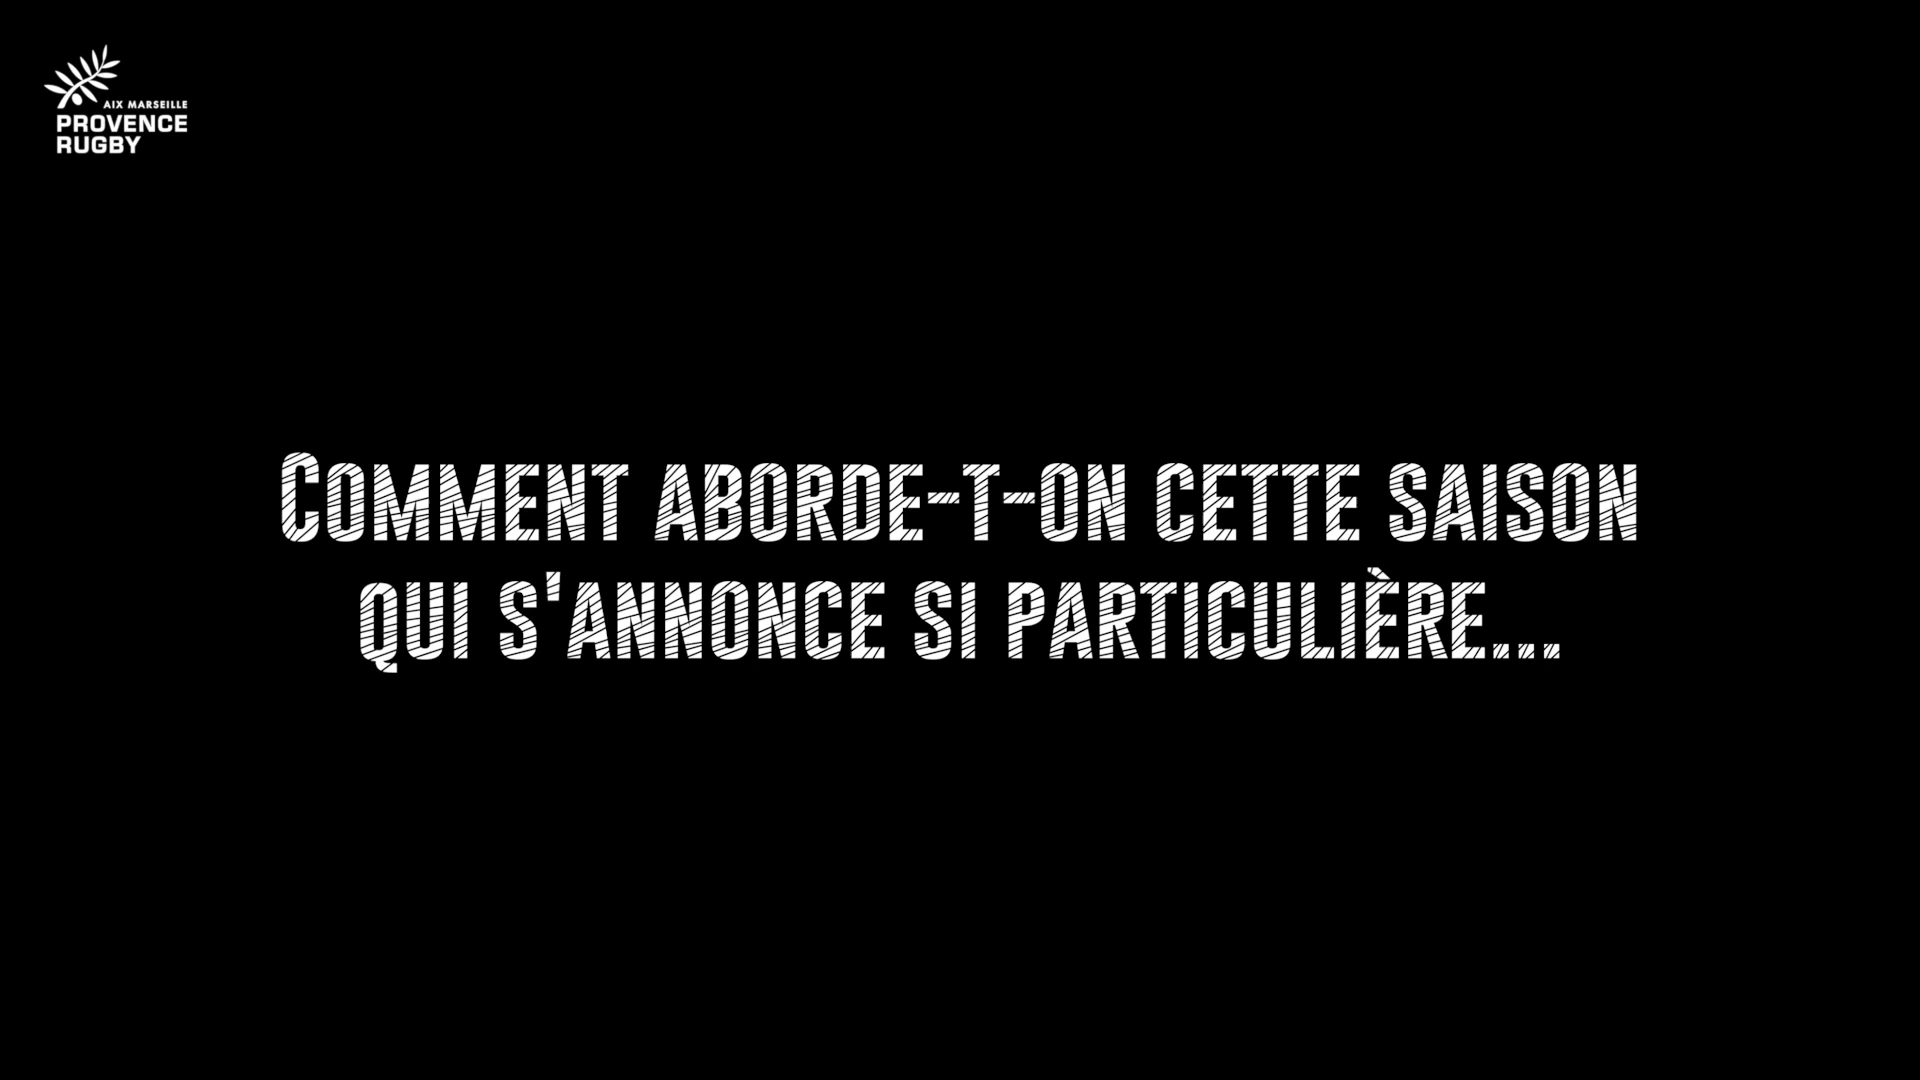 AIX MARSEILLE
PROVENCE
RUGBY
COMMENT ABORDE-T-ON CETTE SAISON
QUI S'ANNONCE SI PARTICULIÈRE...